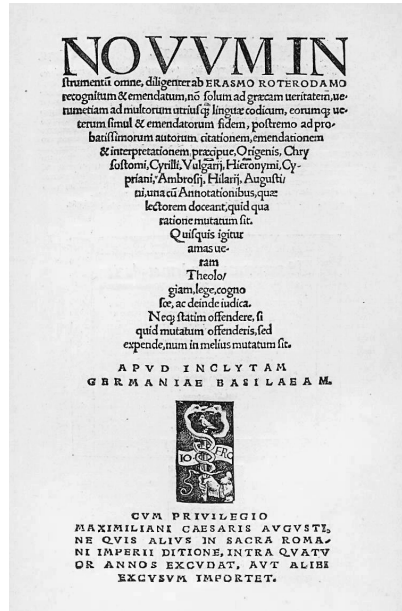 NOVVM IN
strumentũ omne, diligenter ab ERASMO ROTERODAMO
recognitum & emendatum, nõ solum ad græcam ueritatem, ue-
rumetiam ad multorum utriusq; linguæ codicum, eorumq; ue-
terum simul & emendatorum fidem, postremo ad pro-
batissimorum autorum citationem, emendationem
& interpretationem, præcipue, Origenis, Chry
sostomi, Cyrilli, Vulgarij, Hieronymi, Cy-
priani, Ambrosij, Hilarij, Augusti/
ni, una cũ Annotationibus, quæ
lectorem doceant, quid qua
ratione mutatum sit.
Quisquis igitur
amas ue-
ram
Theolo/
giam, lege, cogno
sce, ac deinde iudica.
Neq; statim offendere, si
quid mutatum offenderis, sed
expende, num in melius mutatum sit.
APVD INCLYTAM
GERMANIAE BASILAEAM.
IO FRO
CVM PRIVILEGIO
MAXIMILIANI CAESARIS AVGVSTI,
NE QVIS ALIVS IN SACRA ROMA-
NI IMPERII DITIONE, INTRA QVATV
OR ANNOS EXCVDAT, AVT ALIBI
EXCVSVM IMPORTET.